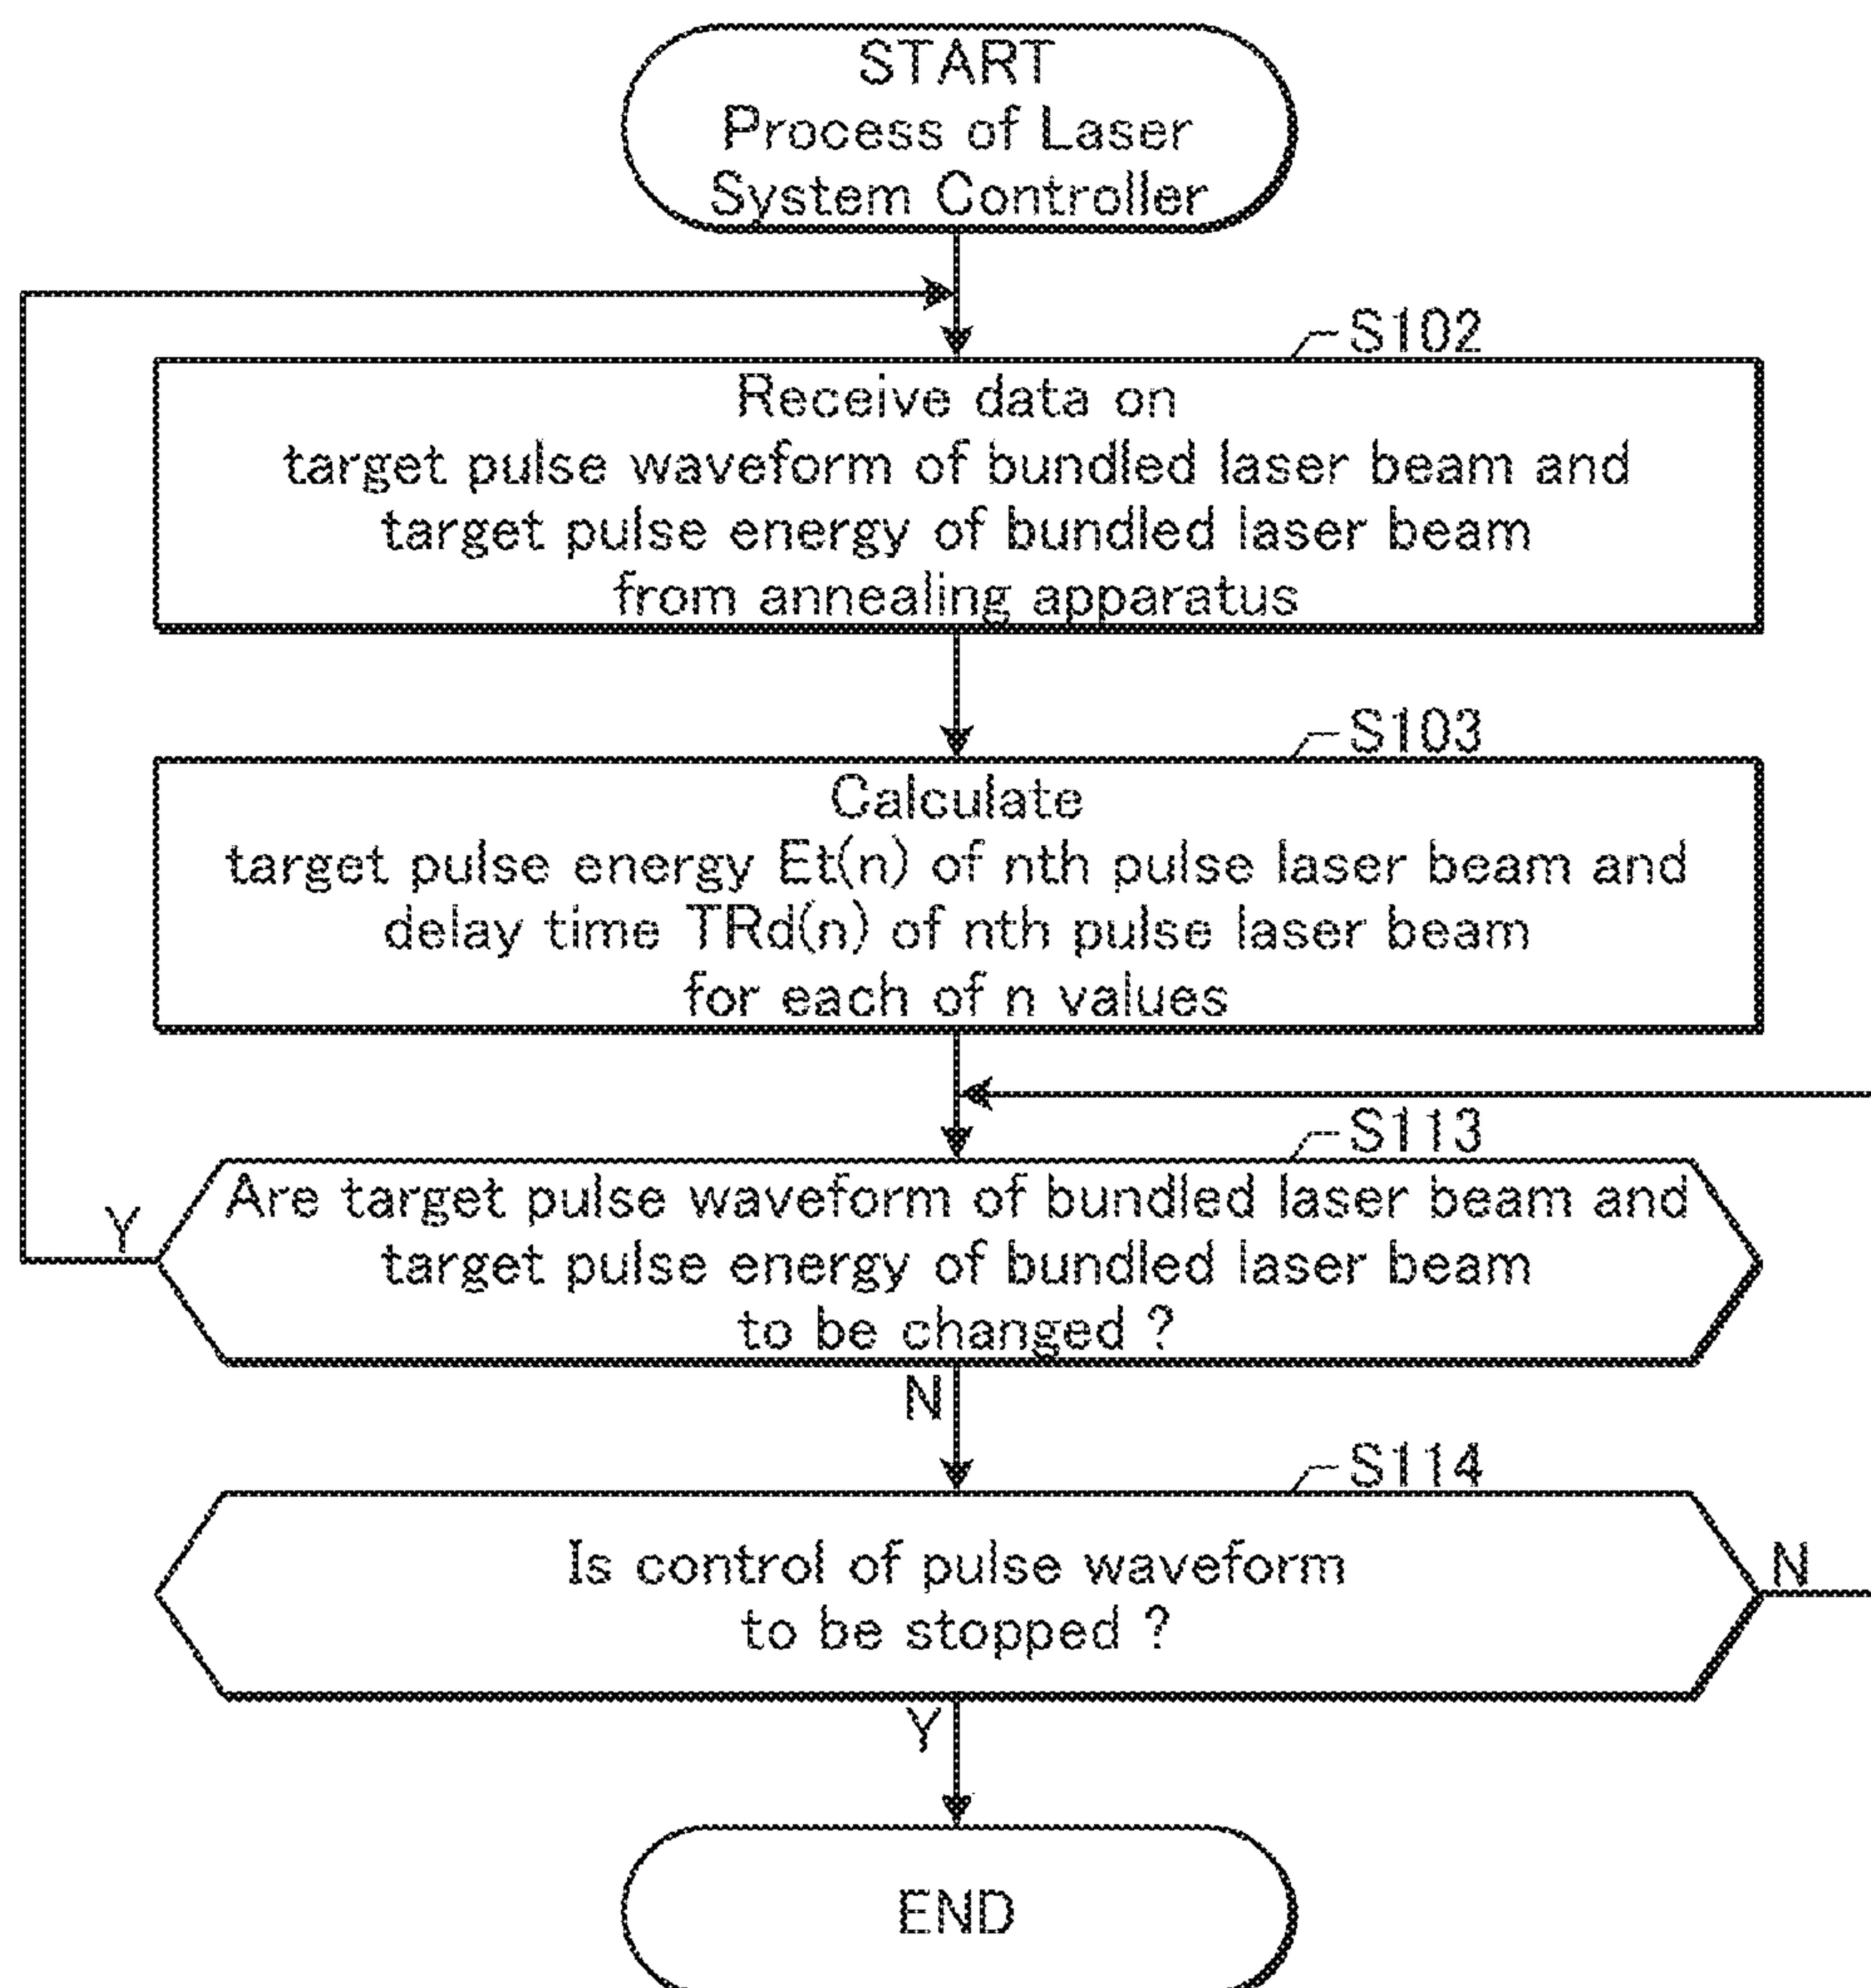 START
Process of Laser
System Controller
S102
Receive data on
target pulse waveform of bundled laser beam and
target pulse energy of bundled laser beam
from annealing apparatus
S103
Calculate
target pulse energy Et(n) of nth pulse laser beam and
delay time TRd(n) of nth pulse laser beam
for each of n values
S113
Are target pulse waveform of bundled laser beam and
target pulse energy of bundled laser beam
to be changed ?
Y
N
S114
Is control of pulse waveform
to be stopped ?
N
Y
END